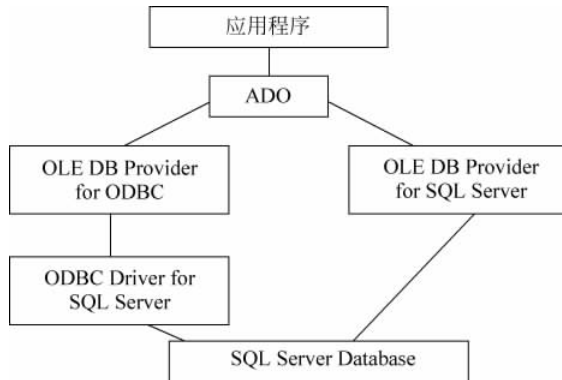 应用程序
ADO
OLE DB Provider
for ODBC
OLE DB Provider
for SQL Server
ODBC Driver for
SQL Server
SQL Server Database